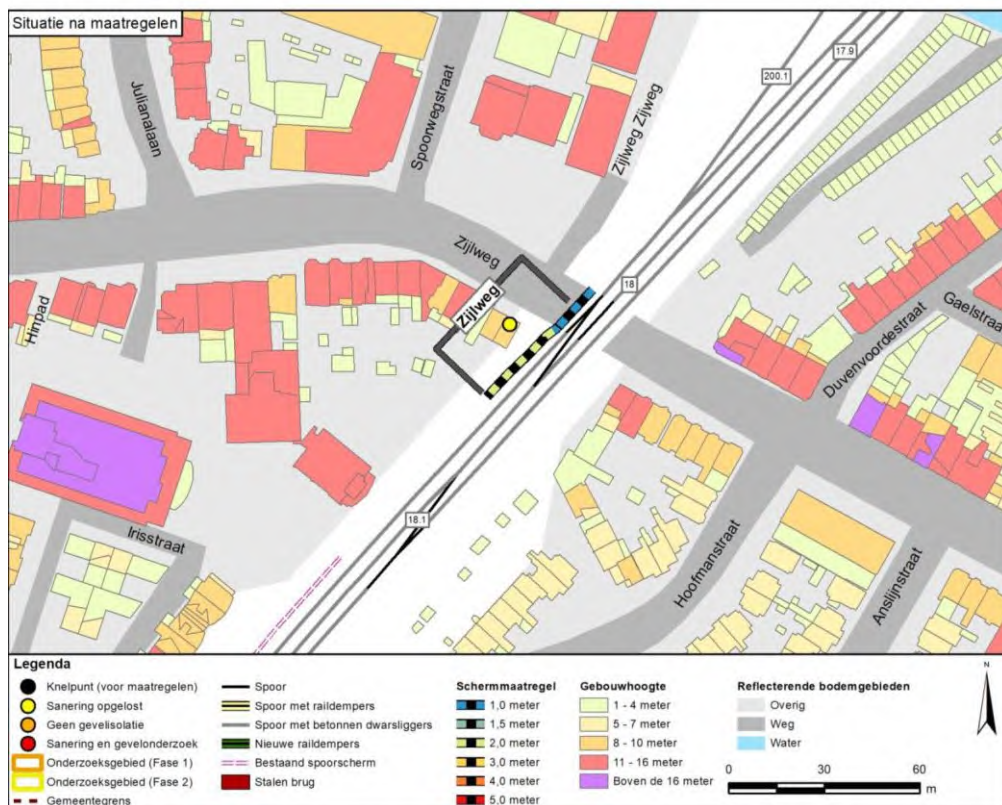 Situatie na maatregelen
Julianalaan
Spoorwegstraat
Zijlweg Zijlweg
200.1
17.9
Zijlweg
Zijlweg
18
Hinpad
Gaelstraat
Duvenvoordestraat
18.1
Irisstraat
Hoofmanstraat
Anslijnstraat
Legenda
Knelpunt (voor maatregelen)
Sanering opgelost
Geen gevelisolatie
Sanering en gevelonderzoek
Onderzoeksgebied (Fase 1)
Onderzoeksgebied (Fase 2)
Gemeentegrens
Spoor
Spoor met raildempers
Spoor met betonnen dwarsliggers
Nieuwe raildempers
Bestaand spoorscherm
Stalen brug
Schermmaatregel
1,0 meter
1,5 meter
2,0 meter
3,0 meter
4,0 meter
5,0 meter
Gebouwhoogte
1 - 4 meter
5 - 7 meter
8 - 10 meter
11 - 16 meter
Boven de 16 meter
Reflecterende bodemgebieden
Overig
Weg
Water
N
0 30 60
m